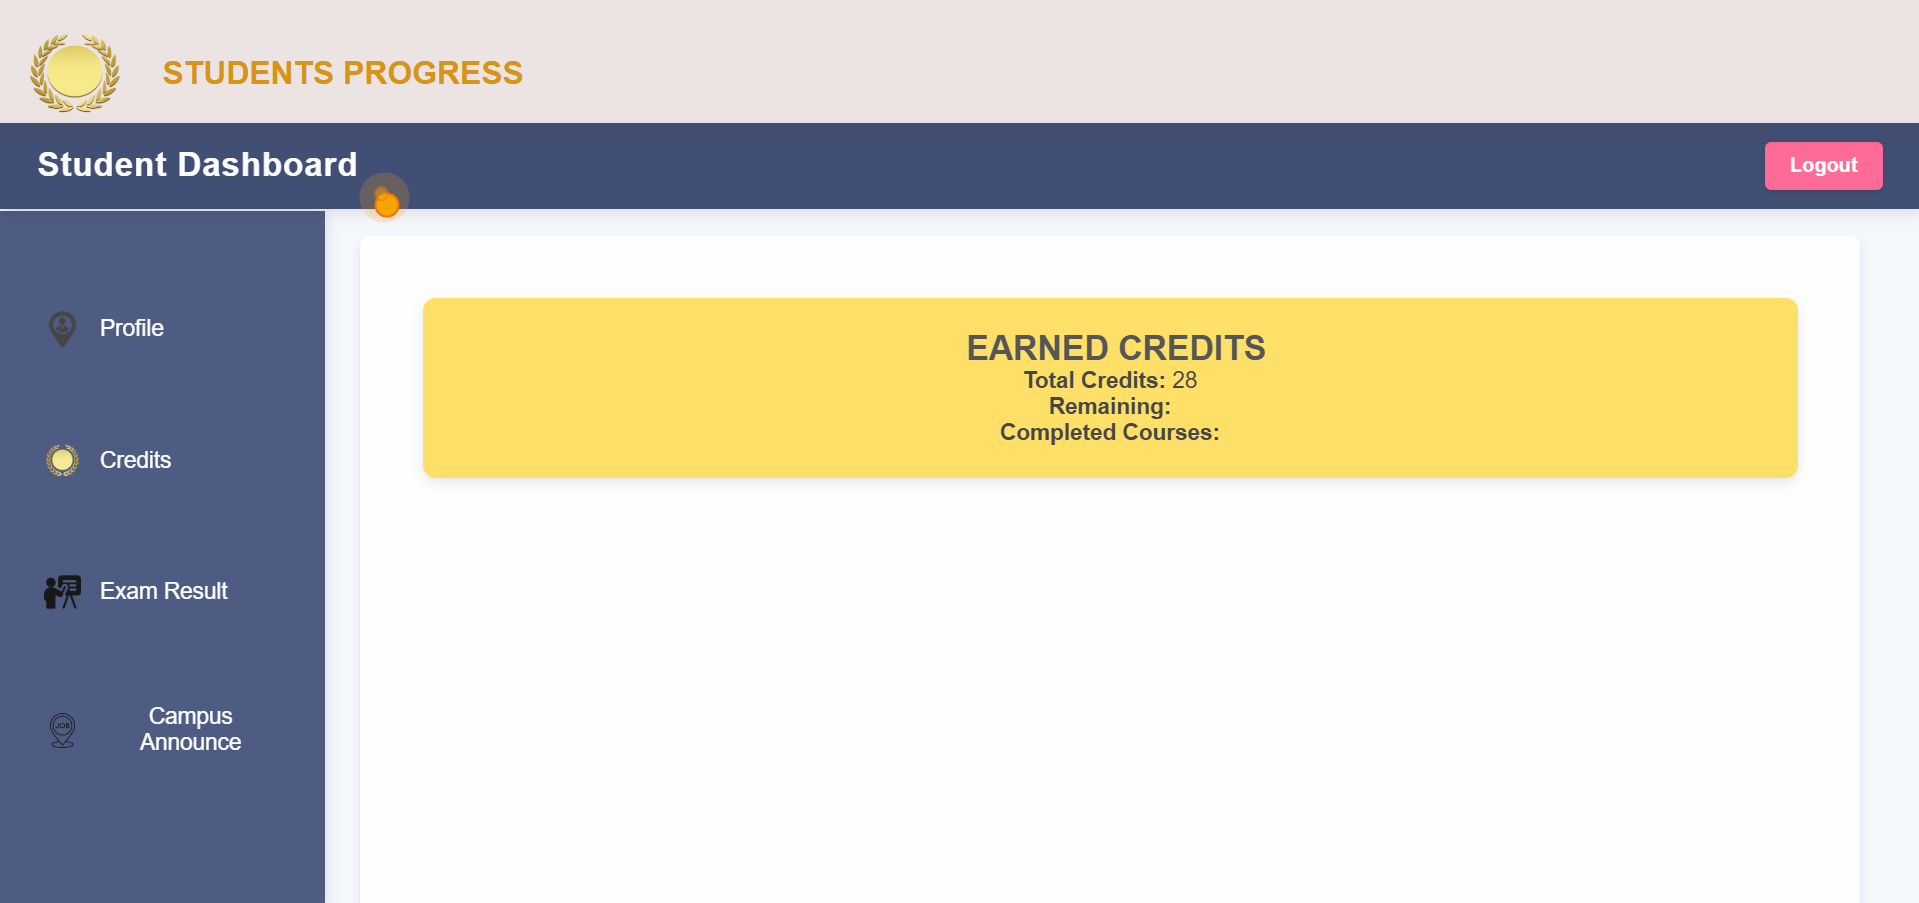 STUDENTS PROGRESS
Student Dashboard
Logout
Profile
Credits
Exam Result
JOB
Campus
Announce
EARNED CREDITS
Total Credits: 28
Remaining:
Completed Courses: